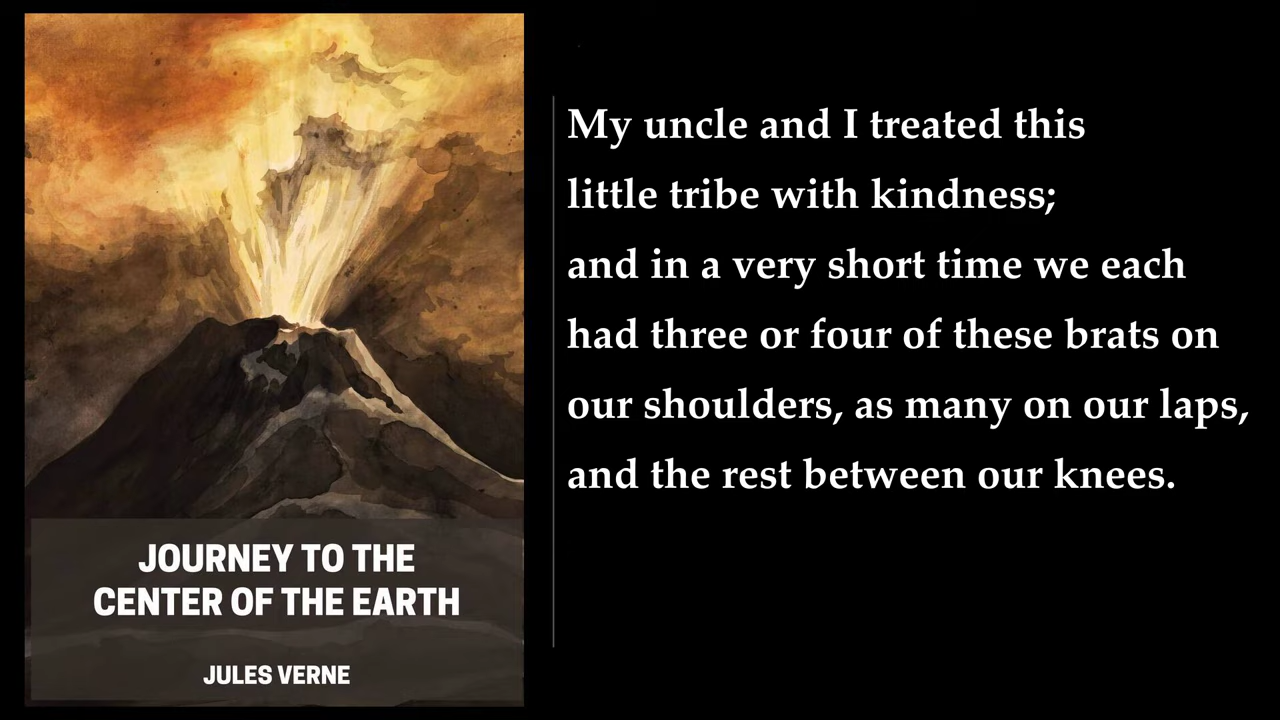 JOURNEY TO THE
CENTER OF THE EARTH
JULES VERNE
My uncle and I treated this
little tribe with kindness;
and in a very short time we each
had three or four of these brats on
our shoulders, as many on our laps,
and the rest between our knees.